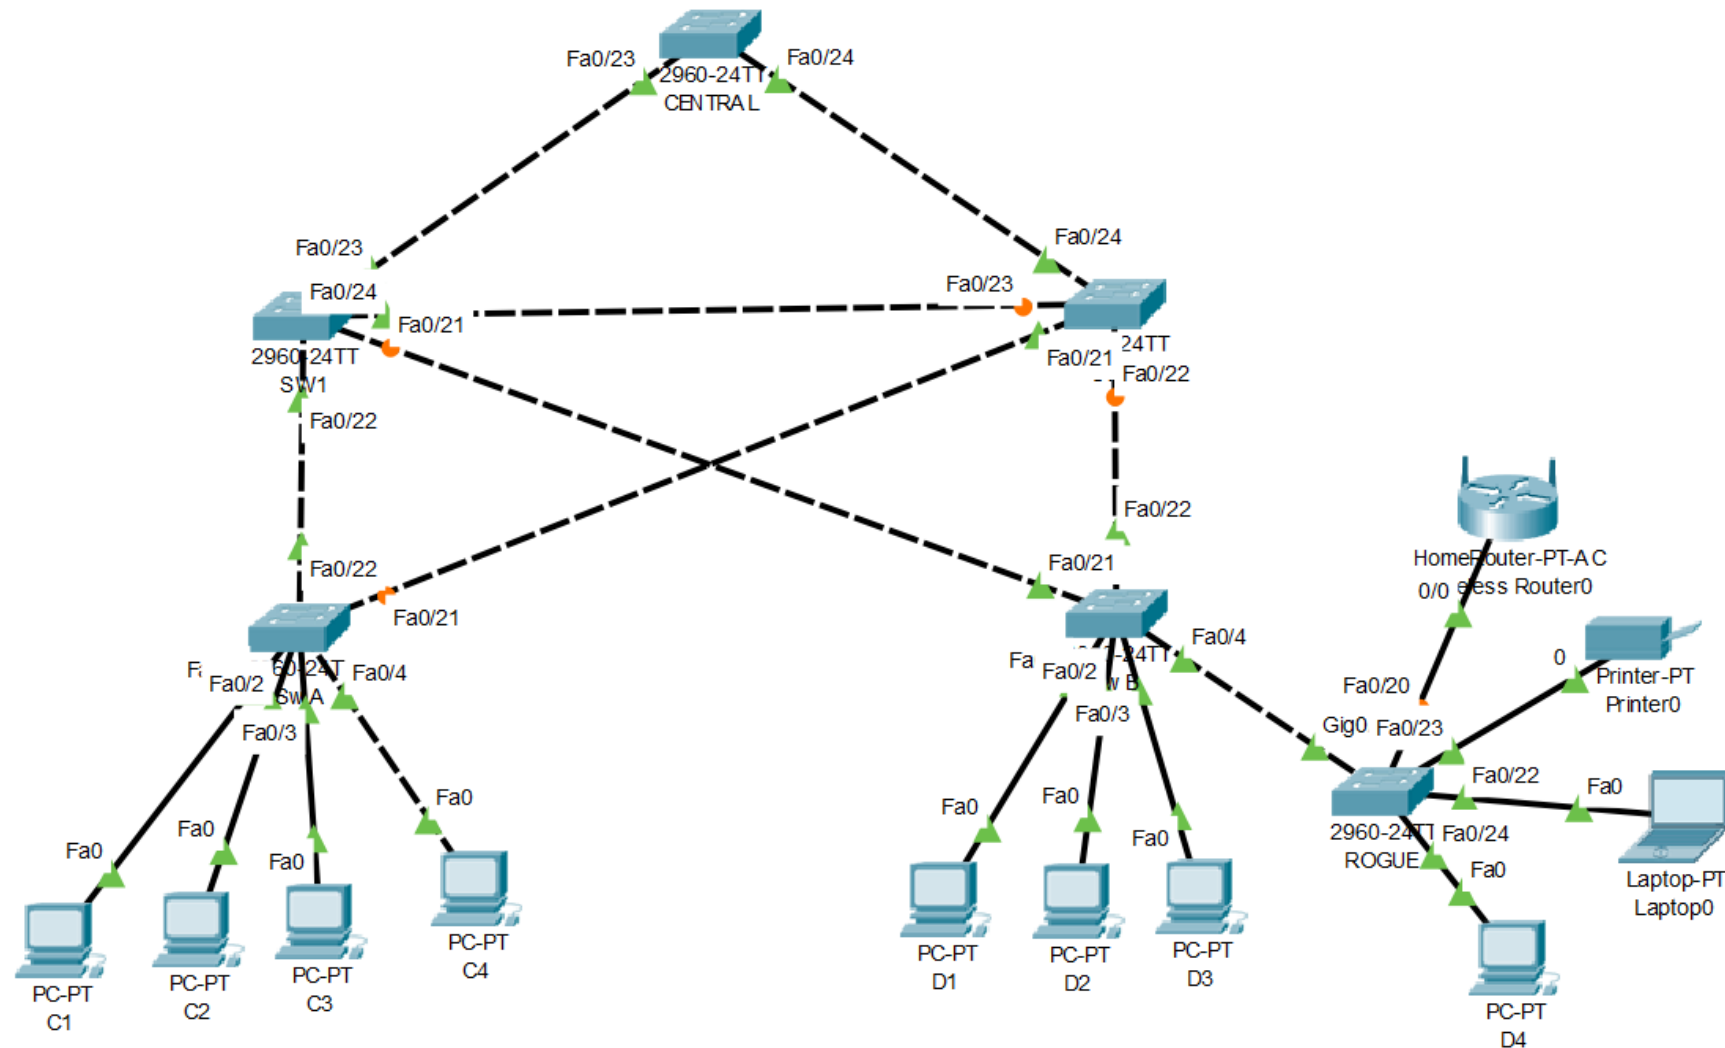 Fa0/23
Fa0/24
2960-24TT
CENTRAL
Fa0/23
Fa0/24
Fa0/24
Fa0/23
Fa0/21
2960-24TT
SW1
24TT
Fa0/21
Fa0/22
Fa0/22
Fa0/22
Fa0/21
Fa0/22
Fa0/21
HomeRouter-PT-AC
eless Router0
0/0
Fa0/2
Fa0/4
Fa0/3
Fa0/2
Fa0/4
Fa0/3
0
Printer-PT
Printer0
Fa0/20
Gig0
Fa0/23
Fa0/22
Fa0
2960-24TT
ROGUE
Fa0/24
Fa0
Laptop-PT
Laptop0
Fa0
Fa0
Fa0
Fa0
Fa0
Fa0
Fa0
PC-PT
C1
PC-PT
C2
PC-PT
C3
PC-PT
C4
PC-PT
D1
PC-PT
D2
PC-PT
D3
PC-PT
D4